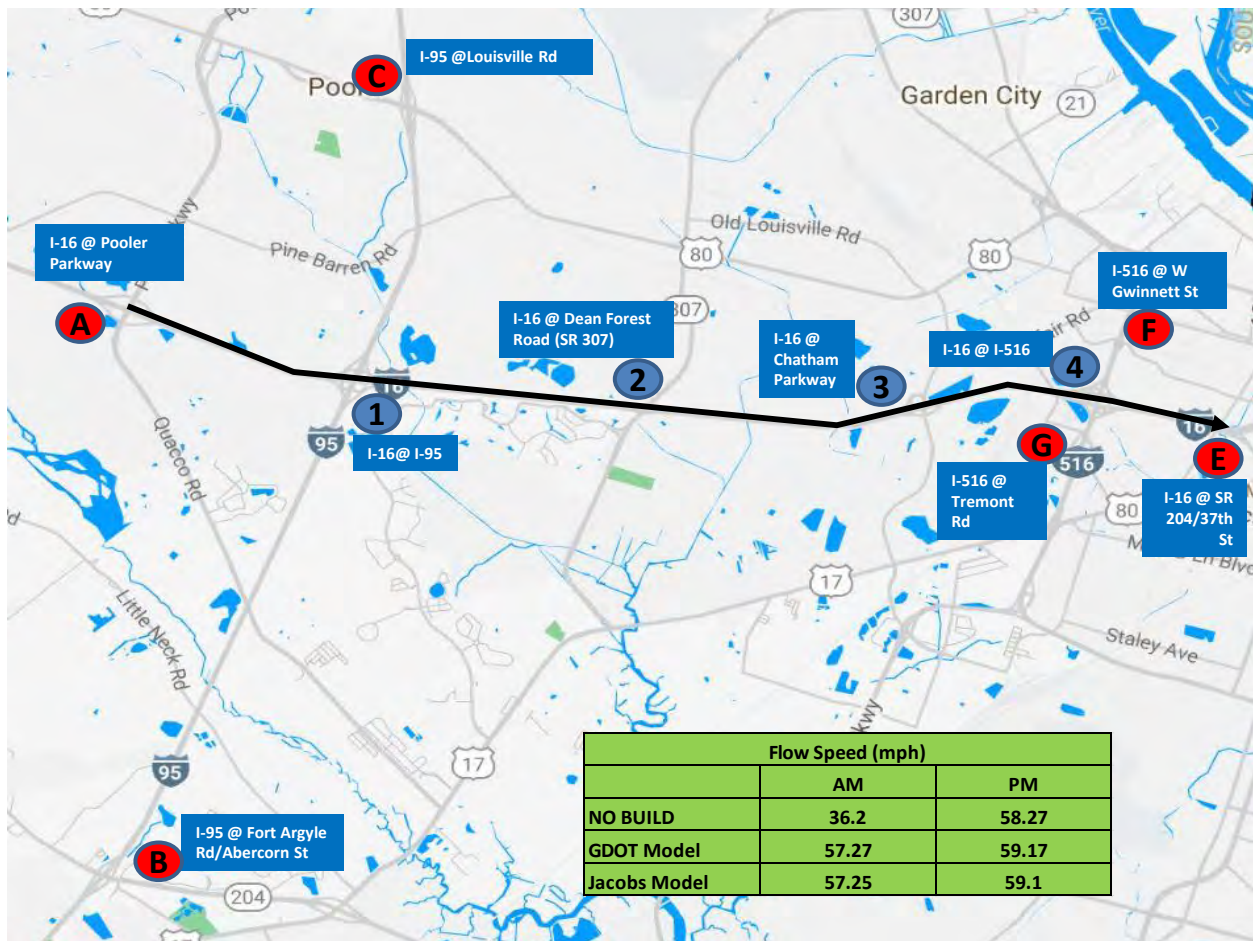 307
C
I-95 @Louisville Rd
Garden City
21
Old Louisville Rd
80
80
I-16 @ Pooler
Parkway
Pine Barren Rd
I-516 @ W
Gwinnett St
A
I-16 @ Dean Forest
Road (SR 307)
I-16 @
Chatham
Parkway
I-16 @ I-516
F
2
3
4
16
1
95
I-16@ I-95
Quacco Rd
G
516
16
E
I-516 @
Tremont
Rd
80
I-16 @ SR
204/37th
St
17
Little Neck Rd
Staley Ave
17
95
I-95 @ Fort Argyle
Rd/Abercorn St
B
204
Flow Speed (mph)
AM PM
NO BUILD 36.2 58.27
GDOT Model 57.27 59.17
Jacobs Model 57.25 59.1